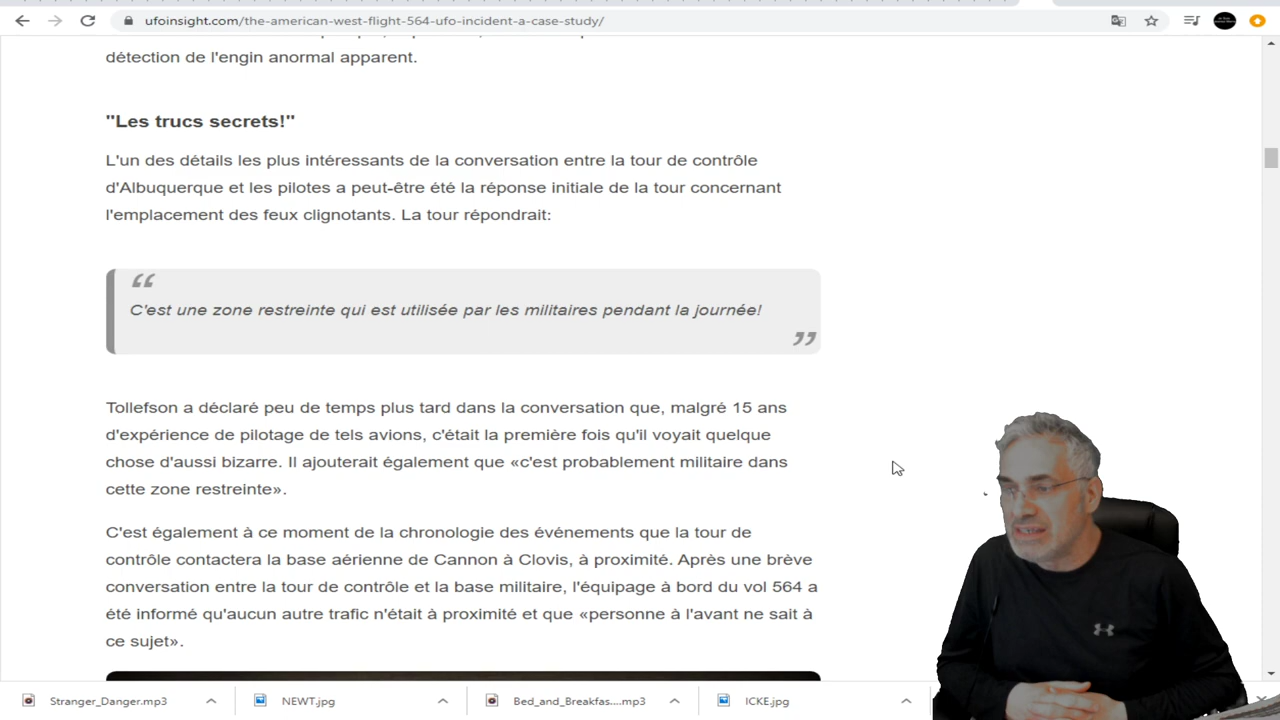 ufoinsight.com/the-american-west-flight-564-ufo-incident-a-case-study/
détection de l'engin anormal apparent.
"Les trucs secrets!"
L'un des détails les plus intéressants de la conversation entre la tour de contrôle
d'Albuquerque et les pilotes a peut-être été la réponse initiale de la tour concernant
l'emplacement des feux clignotants. La tour répondrait:
“
C'est une zone restreinte qui est utilisée par les militaires pendant la journée!
”
Tollefson a déclaré peu de temps plus tard dans la conversation que, malgré 15 ans
d'expérience de pilotage de tels avions, c'était la première fois qu'il voyait quelque
chose d'aussi bizarre. Il ajouterait également que «c'est probablement militaire dans
cette zone restreinte».
C'est également à ce moment de la chronologie des événements que la tour de
contrôle contactera la base aérienne de Cannon à Clovis, à proximité. Après une brève
conversation entre la tour de contrôle et la base militaire, l'équipage à bord du vol 564 a
été informé qu'aucun autre trafic n'était à proximité et que «personne à l'avant ne sait à
ce sujet».
Stranger_Danger.mp3
NEWT.jpg
Bed_and_Breakfas....mp3
ICKE.jpg